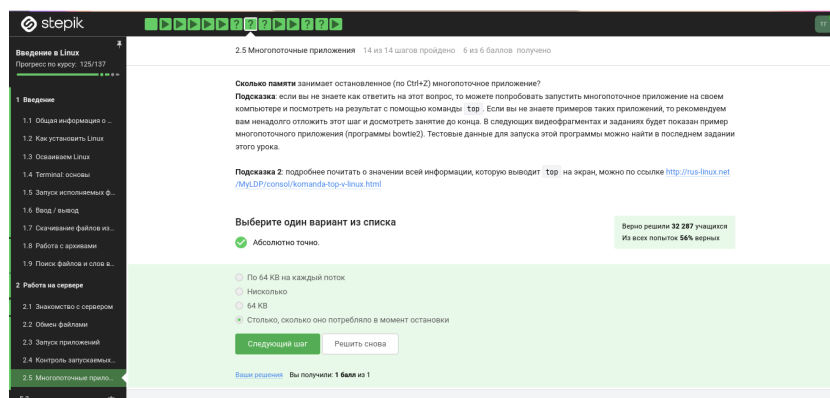 stepik
Введение в Linux
Прогресс по курсу: 125/137
1 Введение
1.1 Общая информация о ...
1.2 Как установить Linux
1.3 Осваиваем Linux
1.4 Terminal: основы
1.5 Запуск исполняемых ф...
1.6 Ввод / вывод
1.7 Скачивание файлов из...
1.8 Работа с архивами
1.9 Поиск файлов и слов в...
2 Работа на сервере
2.1 Знакомство с сервером
2.2 Обмен файлами
2.3 Запуск приложений
2.4 Контроль запускаемых...
2.5 Многопоточные прило...
2.5 Многопоточные приложения 14 из 14 шагов пройдено 6 из 6 баллов получено
Сколько памяти занимает остановленное (по Ctrl+Z) многопоточное приложение?
Подсказка: если вы не знаете как ответить на этот вопрос, то можете попробовать запустить многопоточное приложение на своем
компьютере и посмотреть на результат с помощью команды top. Если вы не знаете примеров таких приложений, то рекомендуем
вам ненадолго отложить этот шаг и досмотреть занятие до конца. В следующих видеофрагментах и заданиях будет показан пример
многопоточного приложения (программы bowtie2). Тестовые данные для запуска этой программы можно найти в последнем задании
этого урока.
Подсказка 2: подробнее почитать о значении всей информации, которую выводит top на экран, можно по ссылке http://rus-linux.net
/MyLDP/consol/komanda-top-v-linux.html
Выберите один вариант из списка
Абсолютно точно.
Верно решили 32 287 учащихся
Из всех попыток 56% верных
По 64 KB на каждый поток
Нисколько
64 KB
Столько, сколько оно потребляло в момент остановки
Следующий шаг Решить снова
Ваши решения Вы получили: 1 балл из 1